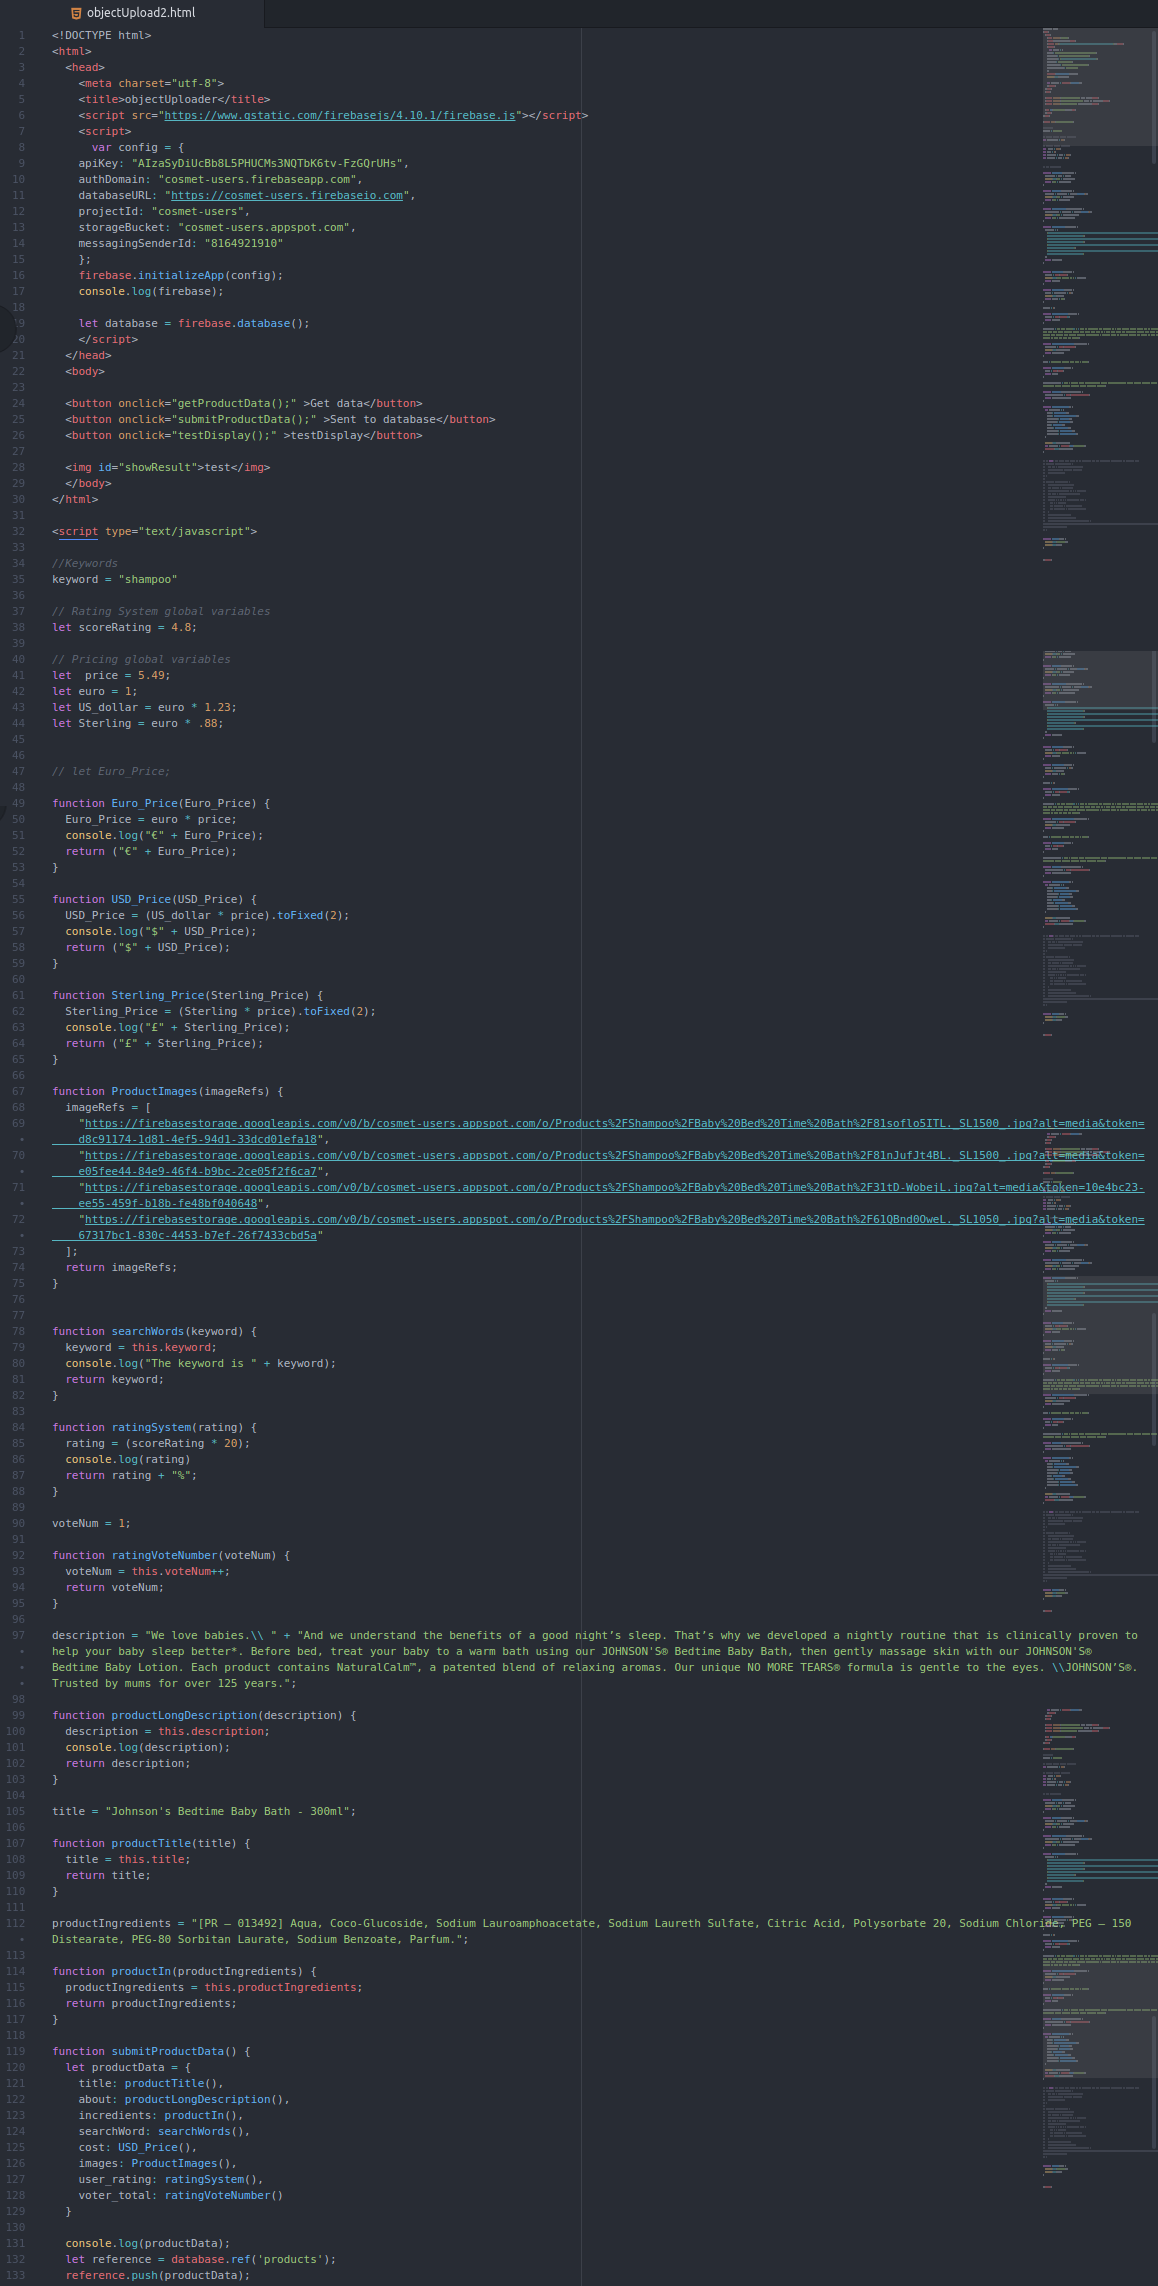 objectUpload2.html
1 <!DOCTYPE html>
2 <html>
3 <head>
4 <meta charset="utf-8">
5 <title>objectUploader</title>
6 <script src="https://www.gstatic.com/firebasejs/4.10.1/firebase.js"></script>
7 <script>
8 var config = {
9 apiKey: "AIzaSyDiUcBb8L5PHUCMs3NQTbK6tv-FzGQrUHs",
10 authDomain: "cosmet-users.firebaseapp.com",
11 databaseURL: "https://cosmet-users.firebaseio.com",
12 projectId: "cosmet-users",
13 storageBucket: "cosmet-users.appspot.com",
14 messagingSenderId: "8164921910"
15 };
16 firebase.initializeApp(config);
17 console.log(firebase);
18
19 let database = firebase.database();
20 </script>
21 </head>
22 <body>
23
24 <button onclick="getProductData();" >Get data</button>
25 <button onclick="submitProductData();" >Sent to database</button>
26 <button onclick="testDisplay();" >testDisplay</button>
27
28 <img id="showResult">test</img>
29 </body>
30 </html>
31
32 <script type="text/javascript">
33
34 //Keywords
35 keyword = "shampoo"
36
37 // Rating System global variables
38 let scoreRating = 4.8;
39
40 // Pricing global variables
41 let  price = 5.49;
42 let euro = 1;
43 let US_dollar = euro * 1.23;
44 let Sterling = euro * .88;
45
46
47 // let Euro_Price;
48
49 function Euro_Price(Euro_Price) {
50 Euro_Price = euro * price;
51 console.log("€" + Euro_Price);
52 return ("€" + Euro_Price);
53 }
54
55 function USD_Price(USD_Price) {
56 USD_Price = (US_dollar * price).toFixed(2);
57 console.log("$" + USD_Price);
58 return ("$" + USD_Price);
59 }
60
61 function Sterling_Price(Sterling_Price) {
62 Sterling_Price = (Sterling * price).toFixed(2);
63 console.log("£" + Sterling_Price);
64 return ("£" + Sterling_Price);
65 }
66
67 function ProductImages(imageRefs) {
68 imageRefs = [
69 "https://firebasestorage.googleapis.com/v0/b/cosmet-users.appspot.com/o/Products%2FShampoo%2FBaby%20Bed%20Time%20Bath%2F81soflo5ITL._SL1500_.jpg?alt=media&token=
• d8c91174-1d81-4ef5-94d1-33dcd01efa18",
70 "https://firebasestorage.googleapis.com/v0/b/cosmet-users.appspot.com/o/Products%2FShampoo%2FBaby%20Bed%20Time%20Bath%2F81nJufJt4BL._SL1500_.jpg?alt=media&token=
• e05fee44-84e9-46f4-b9bc-2ce05f2f6ca7",
71 "https://firebasestorage.googleapis.com/v0/b/cosmet-users.appspot.com/o/Products%2FShampoo%2FBaby%20Bed%20Time%20Bath%2F31tD-WobejL.jpg?alt=media&token=10e4bc23-
• ee55-459f-b18b-fe48bf040648",
72 "https://firebasestorage.googleapis.com/v0/b/cosmet-users.appspot.com/o/Products%2FShampoo%2FBaby%20Bed%20Time%20Bath%2F61QBnd0OweL._SL1050_.jpg?alt=media&token=
• 67317bc1-830c-4453-b7ef-26f7433cbd5a"
73 ];
74 return imageRefs;
75 }
76
77
78 function searchWords(keyword) {
79 keyword = this.keyword;
80 console.log("The keyword is " + keyword);
81 return keyword;
82 }
83
84 function ratingSystem(rating) {
85 rating = (scoreRating * 20);
86 console.log(rating)
87 return rating + "%";
88 }
89
90 voteNum = 1;
91
92 function ratingVoteNumber(voteNum) {
93 voteNum = this.voteNum++;
94 return voteNum;
95 }
96
97 description = "We love babies.\\ " + "And we understand the benefits of a good night’s sleep. That’s why we developed a nightly routine that is clinically proven to
• help your baby sleep better*. Before bed, treat your baby to a warm bath using our JOHNSON'S® Bedtime Baby Bath, then gently massage skin with our JOHNSON'S®
• Bedtime Baby Lotion. Each product contains NaturalCalm™, a patented blend of relaxing aromas. Our unique NO MORE TEARS® formula is gentle to the eyes. \\JOHNSON’S®.
• Trusted by mums for over 125 years.";
98
99 function productLongDescription(description) {
100 description = this.description;
101 console.log(description);
102 return description;
103 }
104
105 title = "Johnson's Bedtime Baby Bath - 300ml";
106
107 function productTitle(title) {
108 title = this.title;
109 return title;
110 }
111
112 productIngredients = "[PR – 013492] Aqua, Coco-Glucoside, Sodium Lauroamphoacetate, Sodium Laureth Sulfate, Citric Acid, Polysorbate 20, Sodium Chloride, PEG – 150
• Distearate, PEG-80 Sorbitan Laurate, Sodium Benzoate, Parfum.";
113
114 function productIn(productIngredients) {
115 productIngredients = this.productIngredients;
116 return productIngredients;
117 }
118
119 function submitProductData() {
120 let productData = {
121 title: productTitle(),
122 about: productLongDescription(),
123 incredients: productIn(),
124 searchWord: searchWords(),
125 cost: USD_Price(),
126 images: ProductImages(),
127 user_rating: ratingSystem(),
128 voter_total: ratingVoteNumber()
129 }
130
131 console.log(productData);
132 let reference = database.ref('products');
133 reference.push(productData);